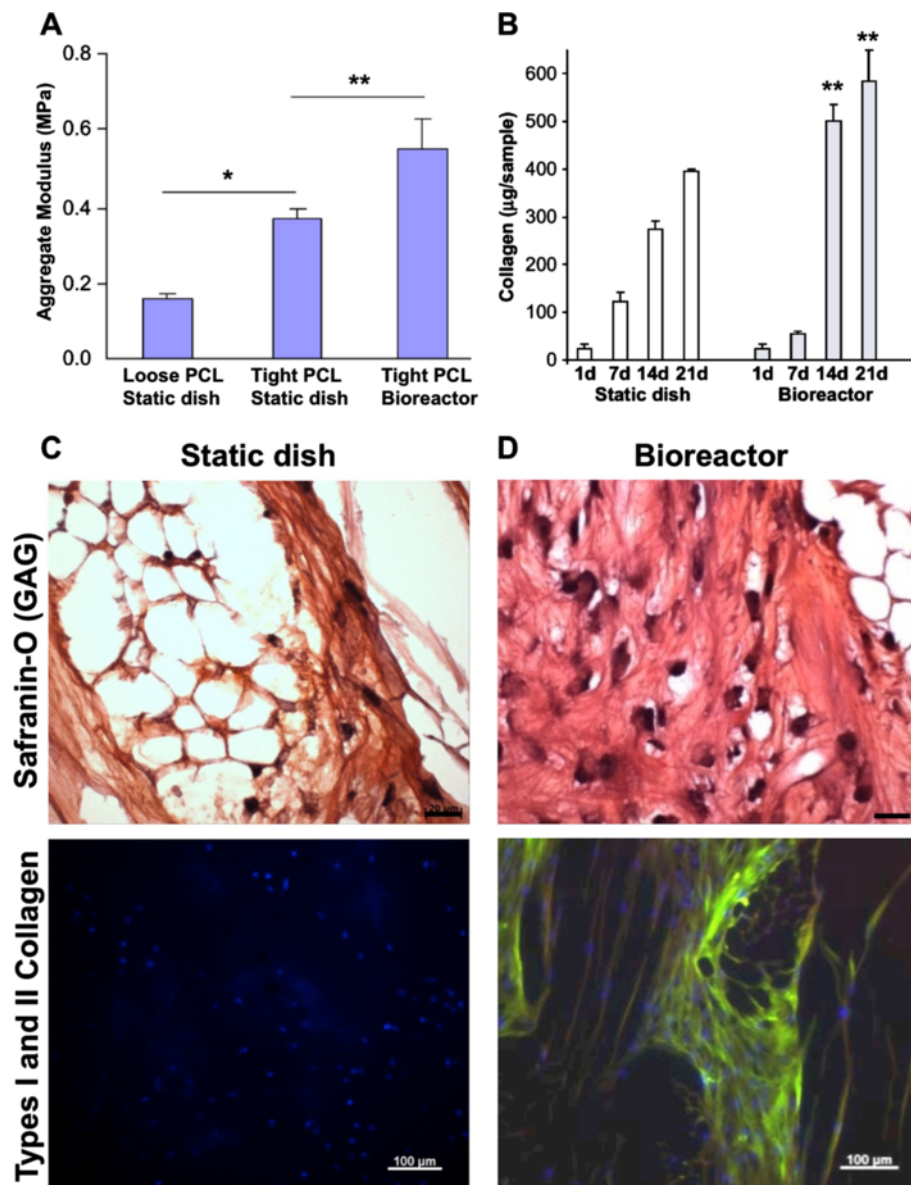 A
Aggregate Modulus (MPa)
0.8
0.6
0.4
0.2
0.0
*
**
Loose PCL
Static dish
Tight PCL
Static dish
Tight PCL
Bioreactor
B
Collagen (µg/sample)
600
500
400
300
200
100
0
**
**
1d 7d 14d 21d
Static dish
1d 7d 14d 21d
Bioreactor
C
Static dish
D
Bioreactor
Safranin-O (GAG)
20 µm
Types I and II Collagen
100 µm
100 µm